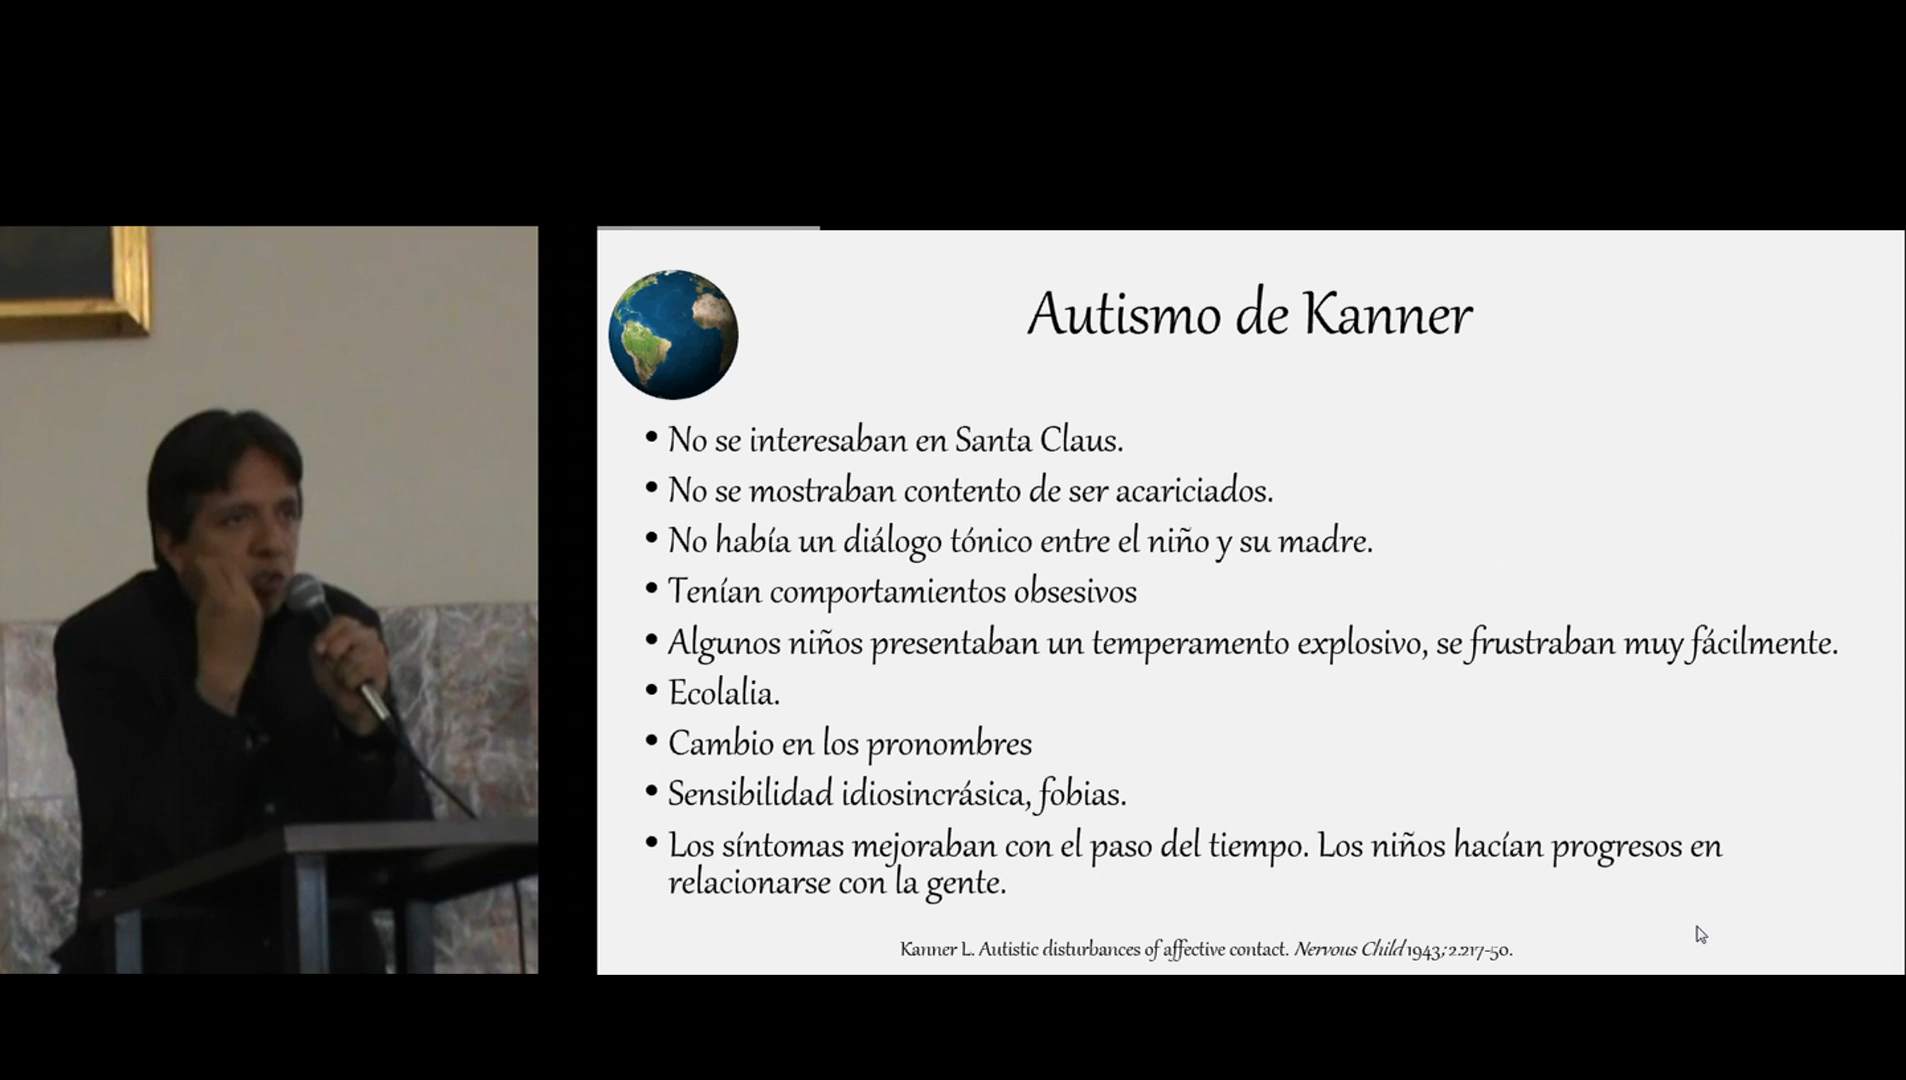 Autismo de Kanner
• No se interesaban en Santa Claus.
• No se mostraban contento de ser acariciados.
• No había un diálogo tónico entre el niño y su madre.
• Tenían comportamientos obsesivos
• Algunos niños presentaban un temperamento explosivo, se frustraban muy fácilmente.
• Ecolalia.
• Cambio en los pronombres
• Sensibilidad idiosincrásica, fobias.
• Los síntomas mejoraban con el paso del tiempo. Los niños hacían progresos en
relacionarse con la gente.
Kanner L. Autistic disturbances of affective contact. Nervous Child 1943; 2.217-50.